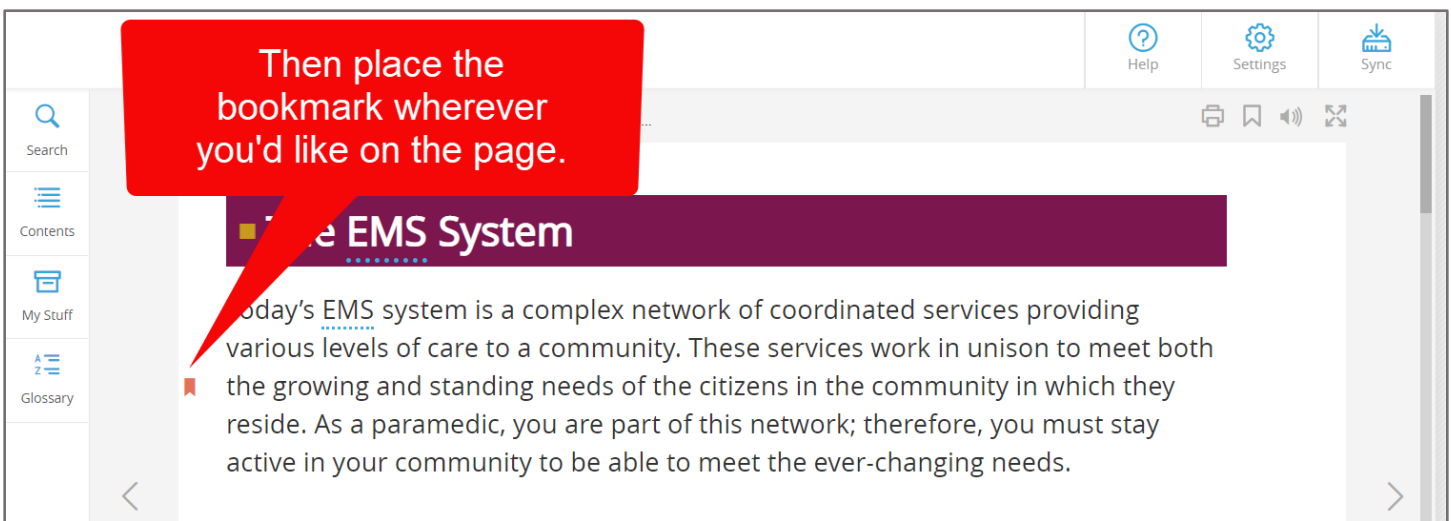 Then place the
bookmark wherever
you'd like on the page.
Help
Settings
Sync
Search
Contents
My Stuff
A
Z
Glossary
...
EMS System
EMS system is a complex network of coordinated services providing
various levels of care to a community. These services work in unison to meet both
the growing and standing needs of the citizens in the community in which they
reside. As a paramedic, you are part of this network; therefore, you must stay
active in your community to be able to meet the ever-changing needs.